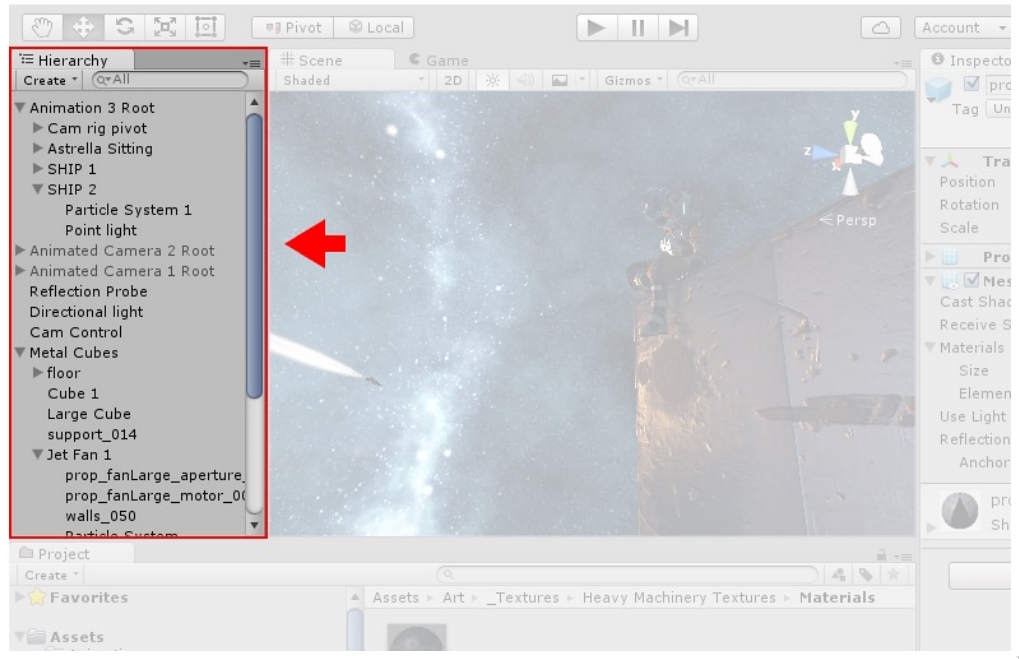 Pivot Local Account
Hierarchy
Create All
Animation 3 Root
Cam rig pivot
Astrella Sitting
SHIP 1
SHIP 2
Particle System 1
Point light
Animated Camera 2 Root
Animated Camera 1 Root
Reflection Probe
Directional light
Cam Control
Metal Cubes
floor
Cube 1
Large Cube
support_014
Jet Fan 1
prop_fanLarge_aperture_
prop_fanLarge_motor_00
walls_050
Particle System
# Scene Game
Shaded 2D Gizmos All
y
z
x
Persp
Inspecto
pro
Tag Un
Tra
Position
Rotation
Scale
Pro
Mes
Cast Shad
Receive S
Materials
Size
Elemen
Use Light
Reflection
Anchor
pro
Sh
Project
Create
Favorites
Assets
Assets Art _Textures Heavy Machinery Textures Materials